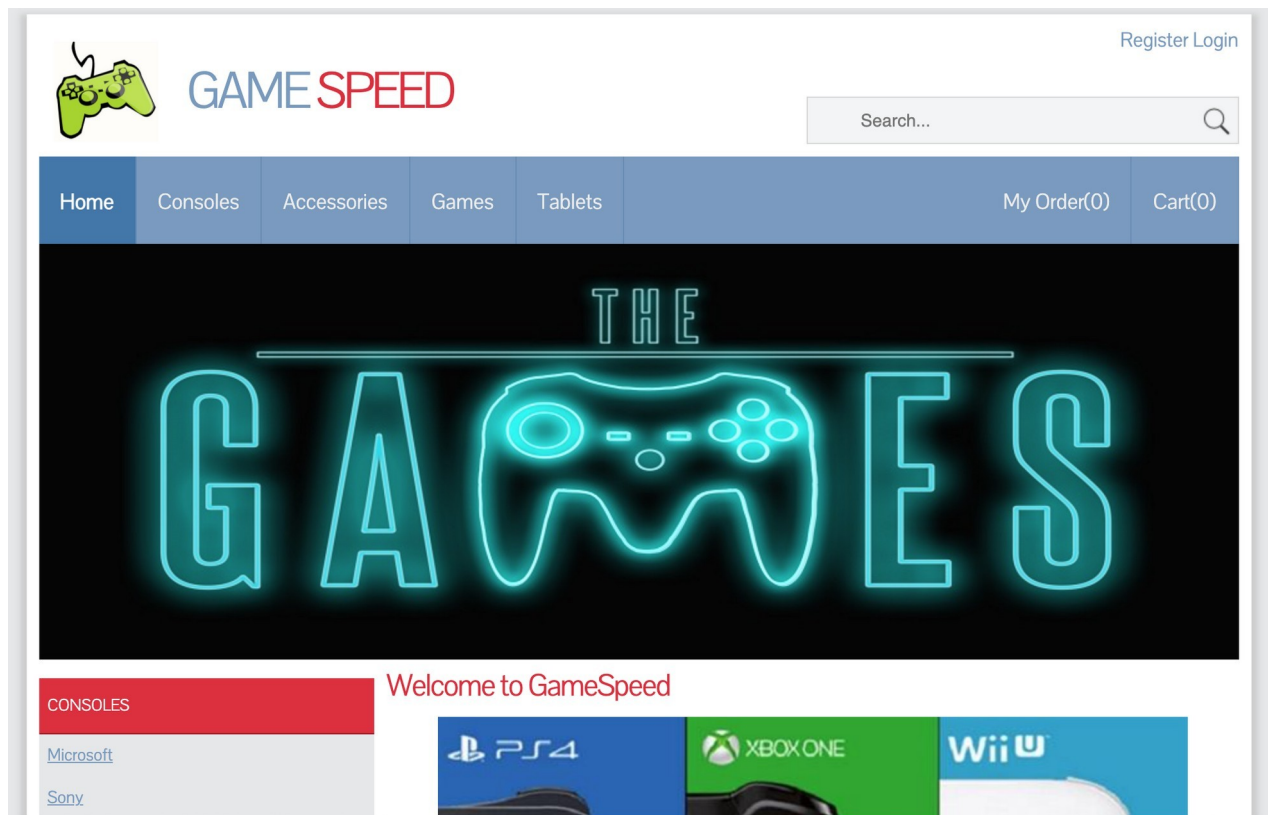 Register Login
GAME SPEED
Search...
Home Consoles Accessories Games Tablets My Order(0) Cart(0)
THE
GAMES
CONSOLES
Microsoft
Sony
Welcome to GameSpeed
PS4 XBOX ONE Wii U